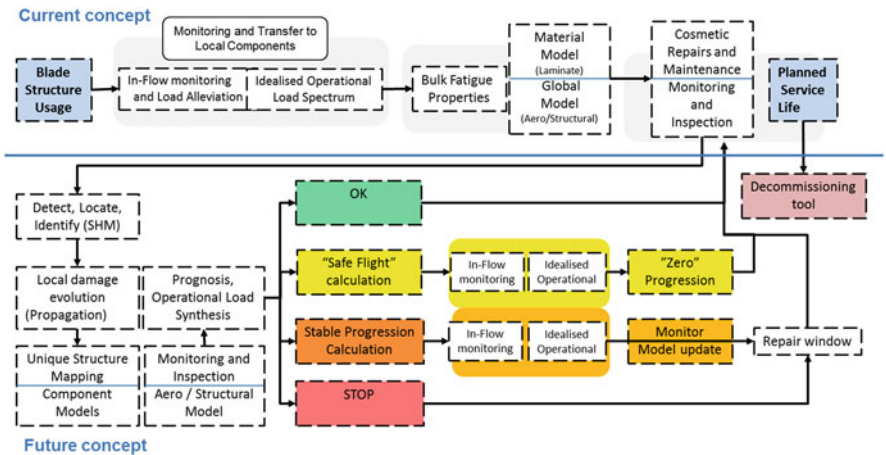 Current concept
Monitoring and Transfer to
Local Components
Blade
Structure
Usage
In-Flow monitoring
and Load Alleviation
Idealised Operational
Load Spectrum
Bulk Fatigue
Properties
Material
Model
(Laminate)
Global
Model
(Aero/Structural)
Cosmetic
Repairs and
Maintenance
Monitoring
and
Inspection
Planned
Service
Life
Decommissioning
tool
Detect, Locate,
Identify (SHM)
Local damage
evolution
(Propagation)
Unique Structure
Mapping
Component
Models
Prognosis,
Operational Load
Synthesis
Monitoring and
Inspection
Aero / Structural
Model
OK
“Safe Flight”
calculation
In-Flow
monitoring
Idealised
Operational
”Zero”
Progression
Stable Progression
Calculation
In-Flow
monitoring
Idealised
Operational
Monitor
Model update
Repair window
STOP
Future concept